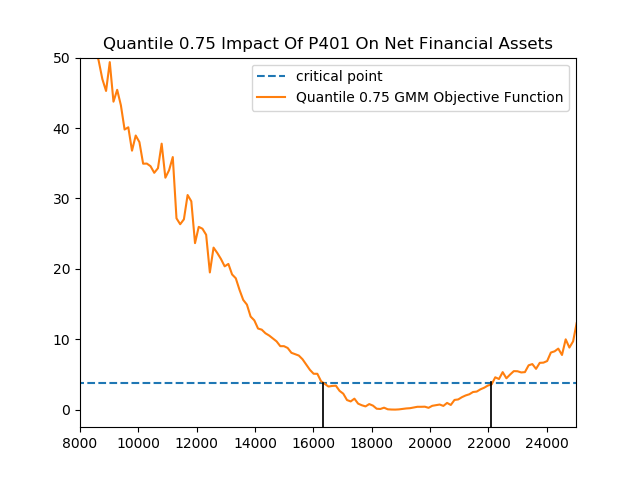 Quantile 0.75 Impact Of P401 On Net Financial Assets
critical point
Quantile 0.75 GMM Objective Function
50
40
30
20
10
0
8000 10000 12000 14000 16000 18000 20000 22000 24000